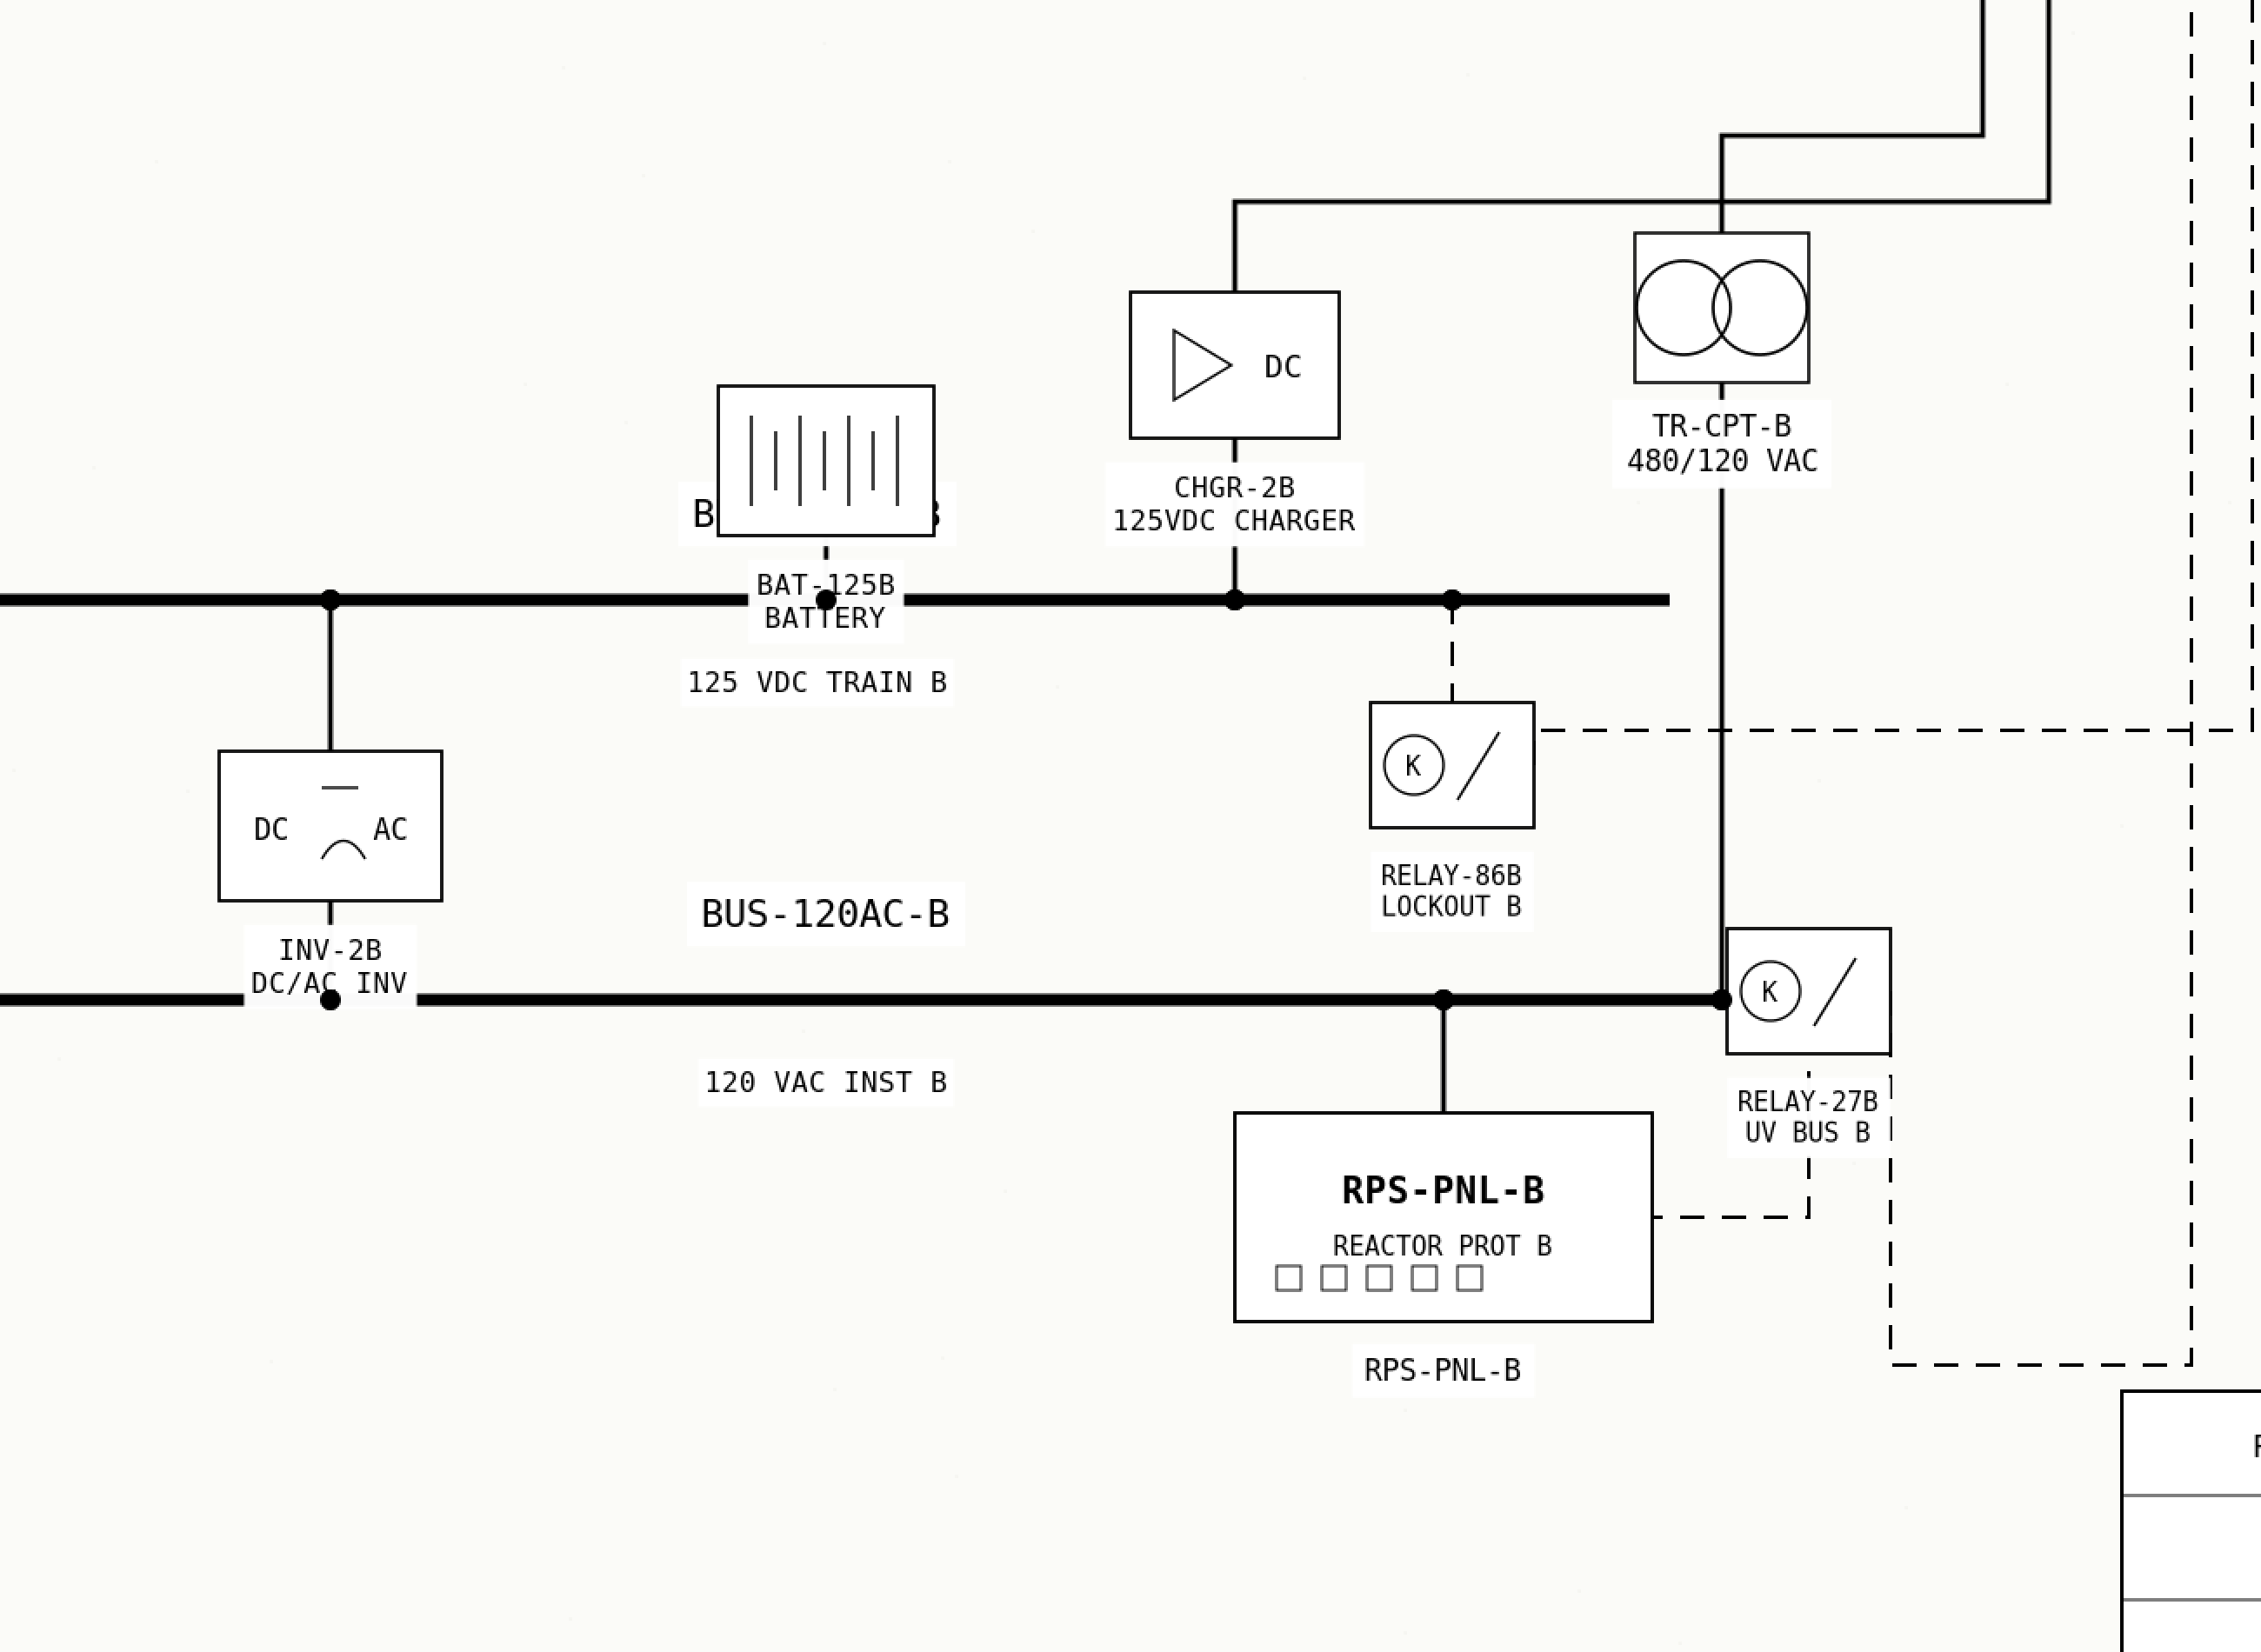 DC
TR-CPT-B
480/120 VAC
CHGR-2B
125VDC CHARGER
BAT-125B
BATTERY
125 VDC TRAIN B
K
DC AC
RELAY-86B
LOCKOUT B
BUS-120AC-B
INV-2B
DC/AC INV
K
120 VAC INST B
RELAY-27B
UV BUS B
RPS-PNL-B
REACTOR PROT B
RPS-PNL-B